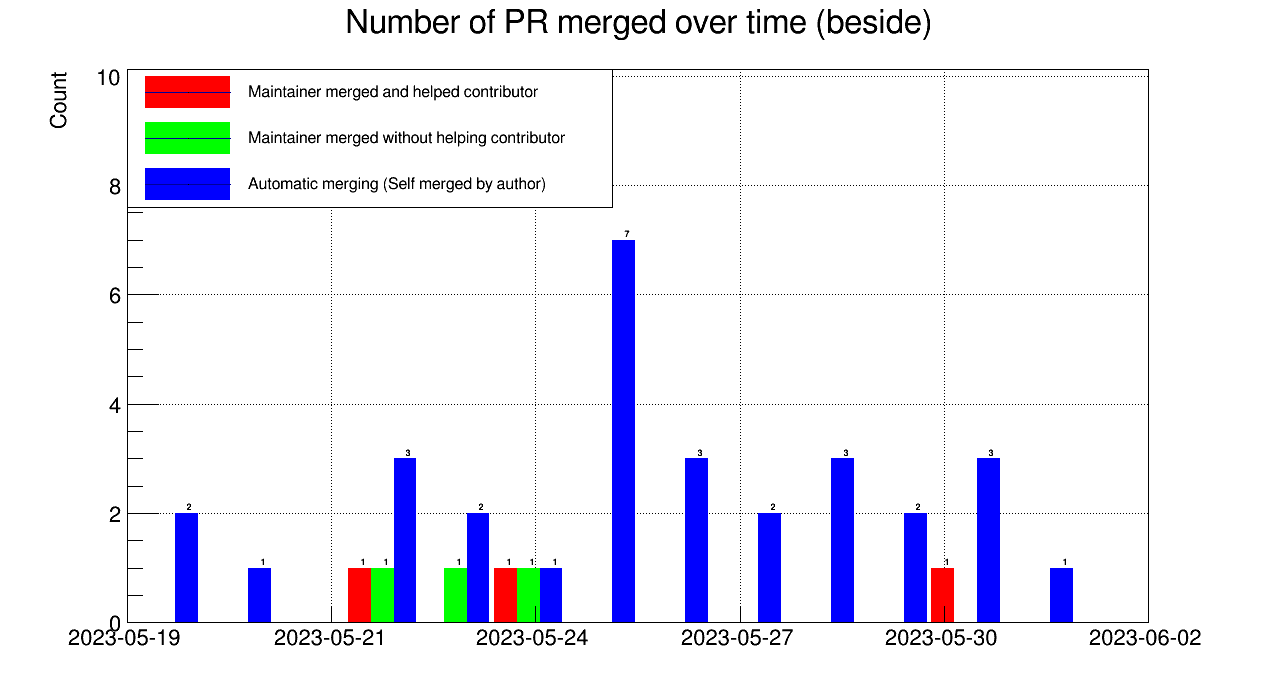 Number of PR merged over time (beside)
Count
10
8
6
4
2
0
Maintainer merged and helped contributor
Maintainer merged without helping contributor
Automatic merging (Self merged by author)
2 1 1 1 3 1 2 1 1 1 7 3 2 3 2 1 3 1
2023-05-19 2023-05-21 2023-05-24 2023-05-27 2023-05-30 2023-06-02